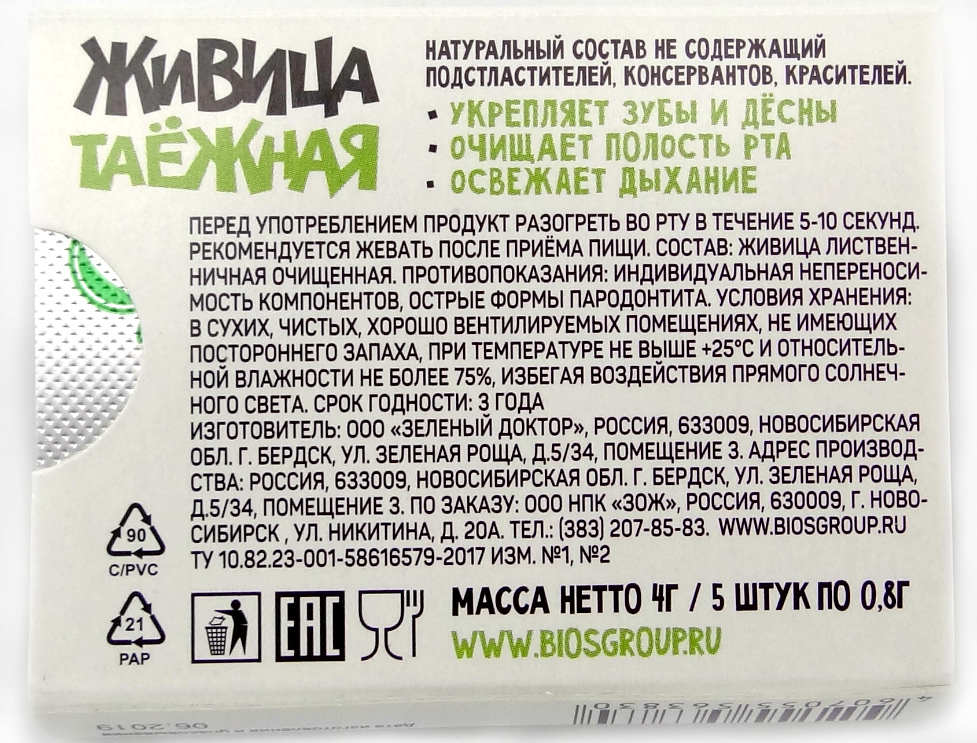 ЖИВИЦА
ТАЁЖНАЯ
НАТУРАЛЬНЫЙ СОСТАВ НЕ СОДЕРЖАЩИЙ
ПОДСТЛАСТИТЕЛЕЙ, КОНСЕРВАНТОВ, КРАСИТЕЛЕЙ.
• УКРЕПЛЯЕТ ЗУБЫ И ДЁСНЫ
• ОЧИЩАЕТ ПОЛОСТЬ РТА
• ОСВЕЖАЕТ ДЫХАНИЕ
ПЕРЕД УПОТРЕБЛЕНИЕМ ПРОДУКТ РАЗОГРЕТЬ ВО РТУ В ТЕЧЕНИЕ 5-10 СЕКУНД.
РЕКОМЕНДУЕТСЯ ЖЕВАТЬ ПОСЛЕ ПРИЁМА ПИЩИ. СОСТАВ: ЖИВИЦА ЛИСТВЕН-
НИЧНАЯ ОЧИЩЕННАЯ. ПРОТИВОПОКАЗАНИЯ: ИНДИВИДУАЛЬНАЯ НЕПЕРЕНОСИ-
МОСТЬ КОМПОНЕНТОВ, ОСТРЫЕ ФОРМЫ ПАРОДОНТИТА. УСЛОВИЯ ХРАНЕНИЯ:
В СУХИХ, ЧИСТЫХ, ХОРОШО ВЕНТИЛИРУЕМЫХ ПОМЕЩЕНИЯХ, НЕ ИМЕЮЩИХ
ПОСТОРОННЕГО ЗАПАХА, ПРИ ТЕМПЕРАТУРЕ НЕ ВЫШЕ +25°С И ОТНОСИТЕЛЬ-
НОЙ ВЛАЖНОСТИ НЕ БОЛЕЕ 75%, ИЗБЕГАЯ ВОЗДЕЙСТВИЯ ПРЯМОГО СОЛНЕЧ-
НОГО СВЕТА. СРОК ГОДНОСТИ: 3 ГОДА
ИЗГОТОВИТЕЛЬ: ООО «ЗЕЛЕНЫЙ ДОКТОР», РОССИЯ, 633009, НОВОСИБИРСКАЯ
ОБЛ. Г. БЕРДСК, УЛ. ЗЕЛЕНАЯ РОЩА, Д.5/34, ПОМЕЩЕНИЕ 3. АДРЕС ПРОИЗВОД-
СТВА: РОССИЯ, 633009, НОВОСИБИРСКАЯ ОБЛ. Г. БЕРДСК, УЛ. ЗЕЛЕНАЯ РОЩА,
Д.5/34, ПОМЕЩЕНИЕ 3. ПО ЗАКАЗУ: ООО НПК «ЗОЖ», РОССИЯ, 630009, Г. НОВО-
СИБИРСК , УЛ. НИКИТИНА, Д. 20А. ТЕЛ.: (383) 207-85-83. WWW.BIOSGROUP.RU
ТУ 10.82.23-001-58616579-2017 ИЗМ. №1, №2
90
C/PVC
21
PAP
EAC
МАССА НЕТТО 4Г / 5 ШТУК ПО 0,8Г
WWW.BIOSGROUP.RU
Дата изготовления и упаковывания
06.2019